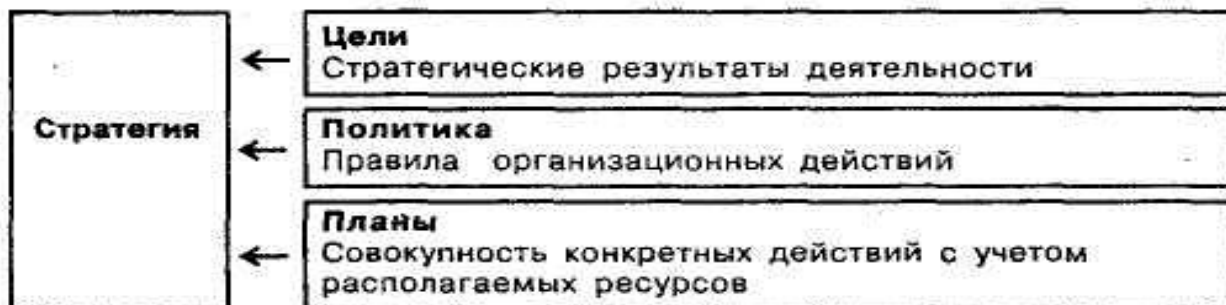 Стратегия
Цели
Стратегические результаты деятельности
Политика
Правила организационных действий
Планы
Совокупность конкретных действий с учетом
располагаемых ресурсов